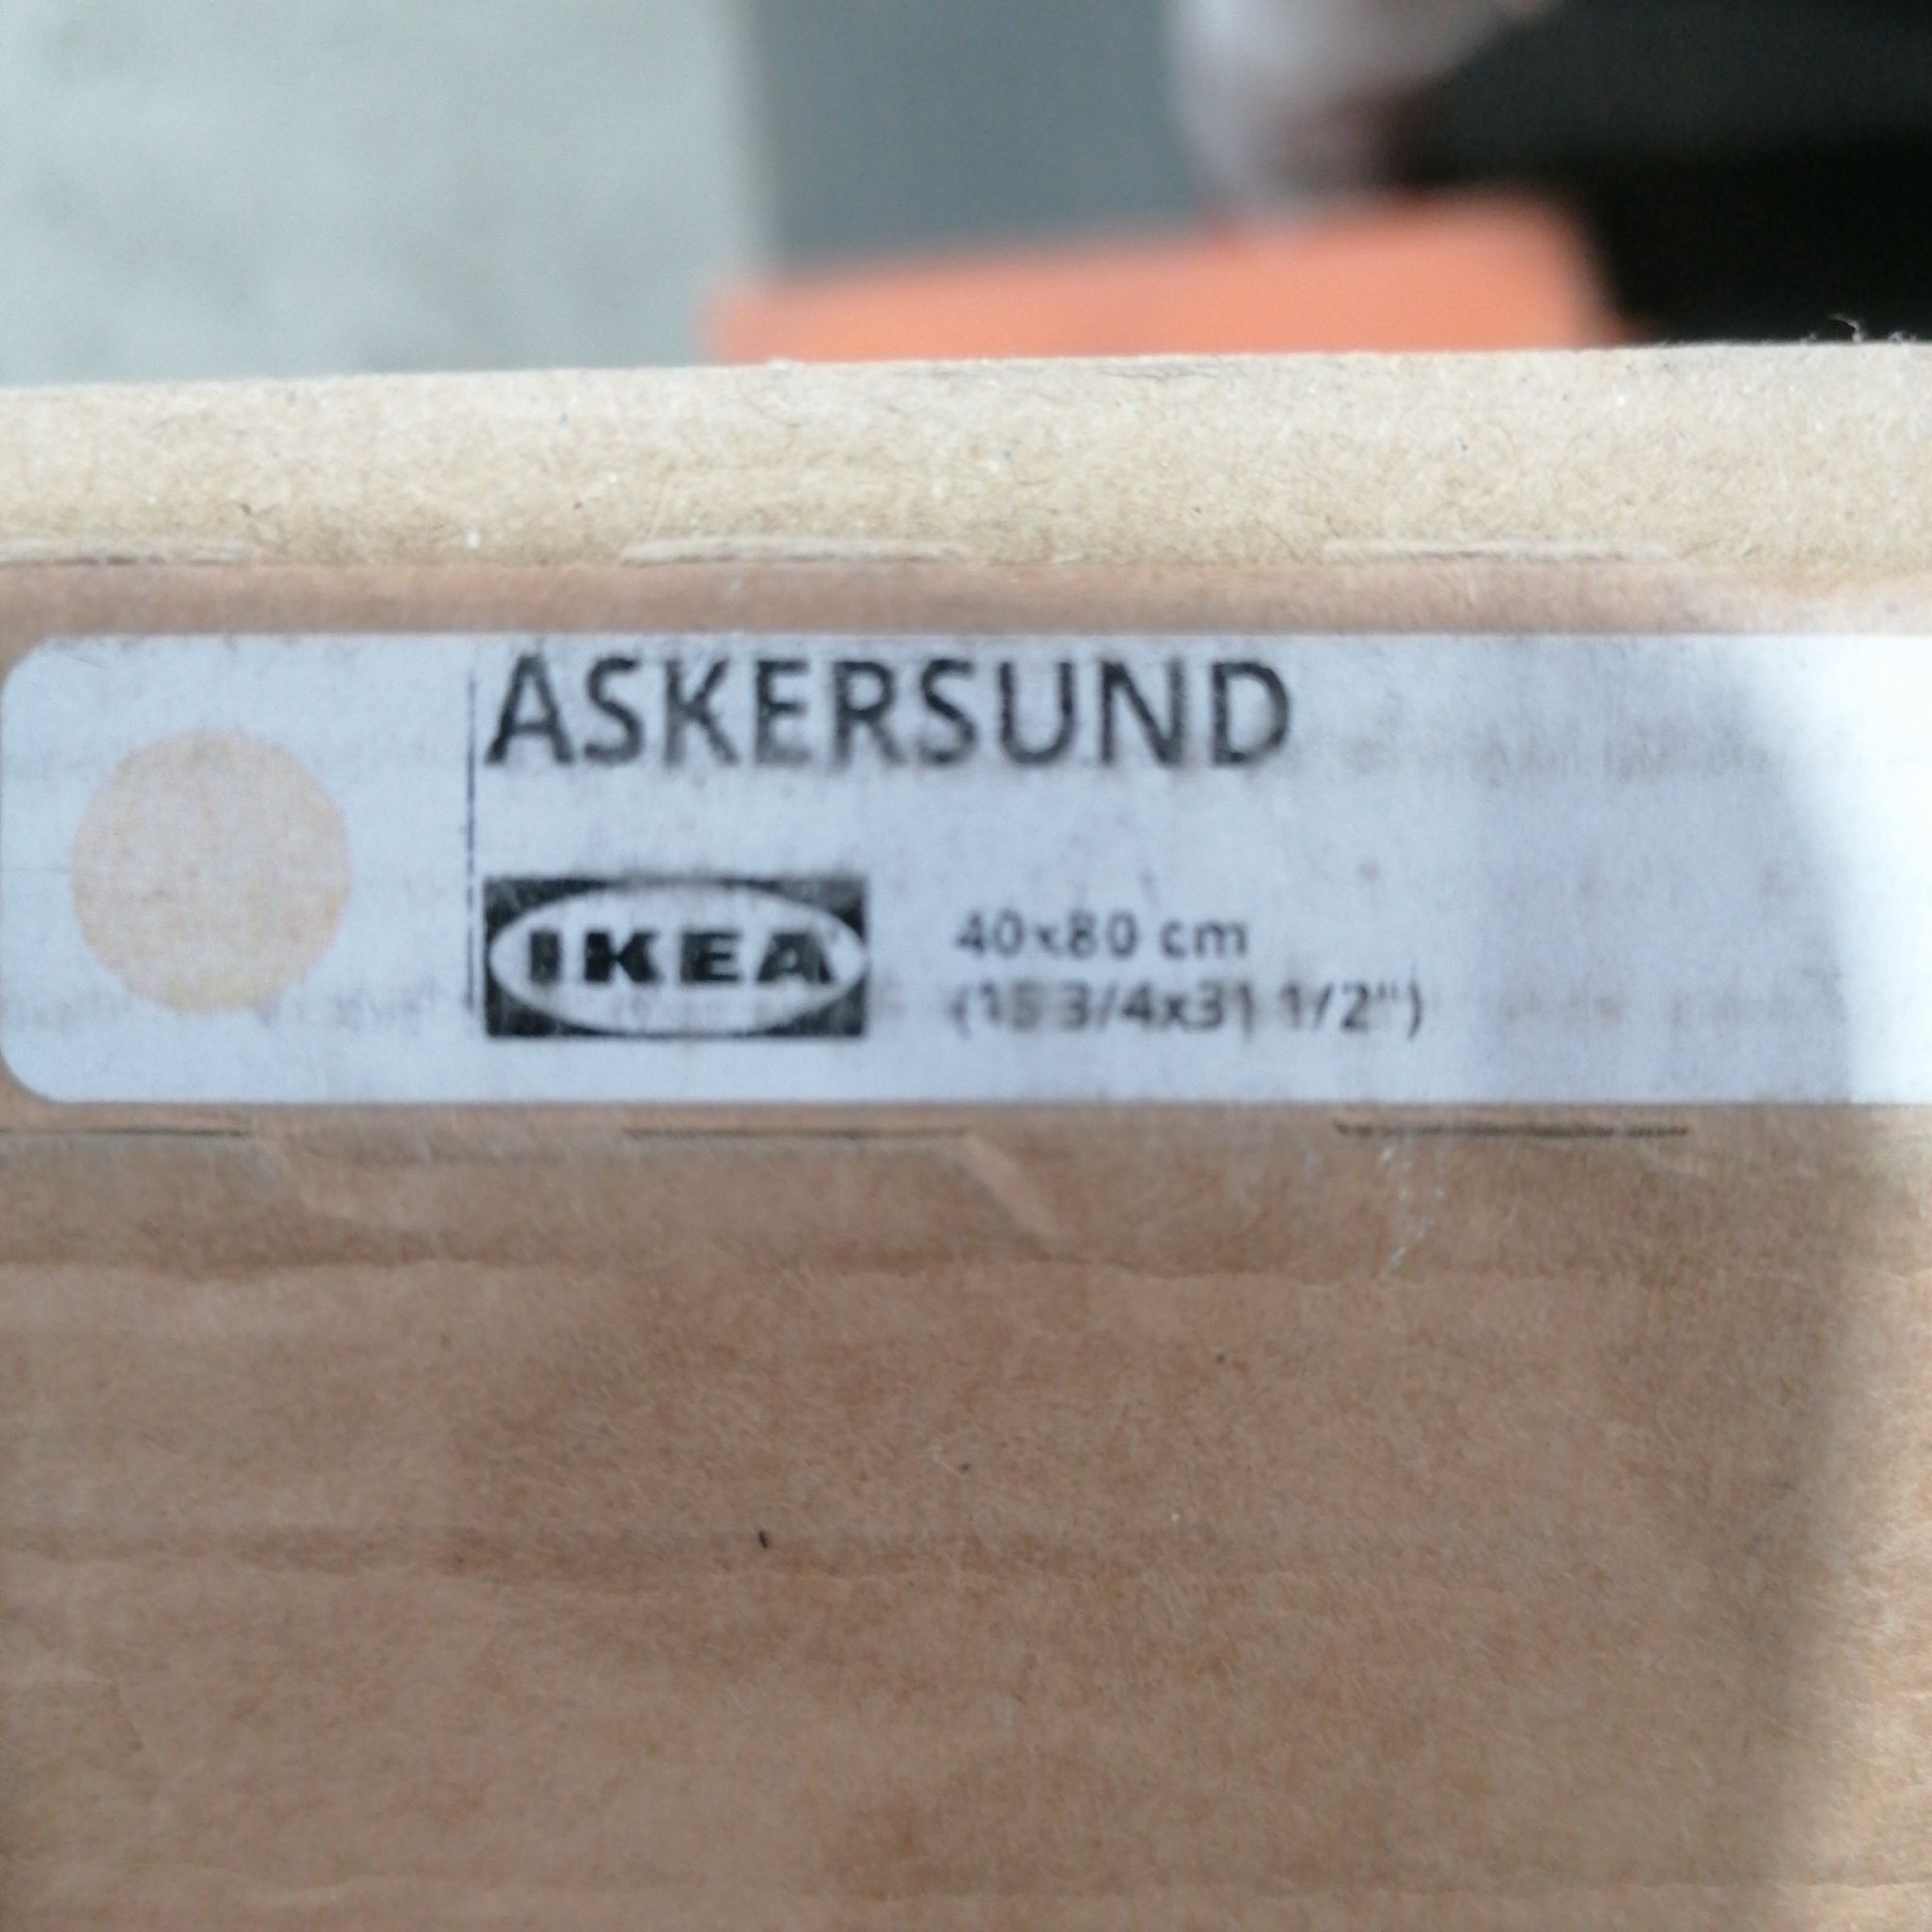 ASKERSUND
IKEA
40x80 cm
(15 3/4x31 1/2")